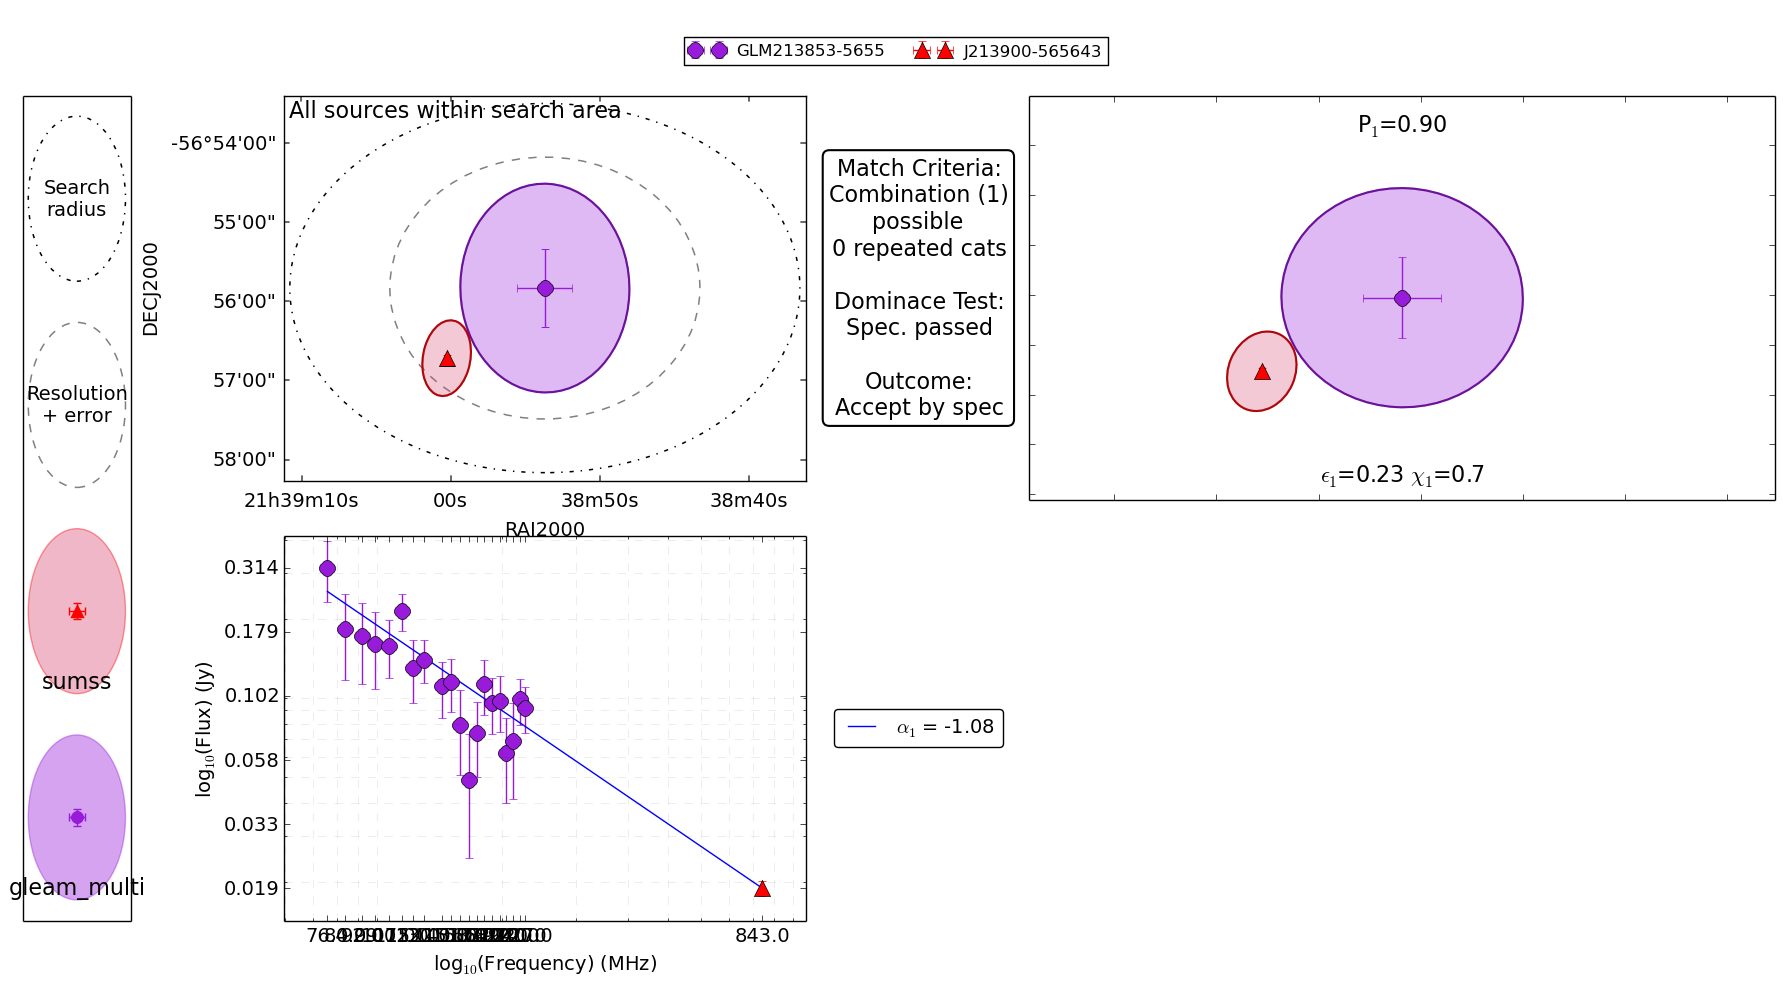 GLM213853-5655
J213900-565643
Search
radius
Resolution
+ error
sumss
gleam_multi
All sources within search area
DECJ2000
-56°54'00"
55'00"
56'00"
57'00"
58'00"
21h39m10s
00s
38m50s
38m40s
RAJ2000
Match Criteria:
Combination (1)
possible
0 repeated cats
Dominace Test:
Spec. passed
Outcome:
Accept by spec
P₁=0.90
ϵ₁=0.23 χ₁=0.7
log₁₀(Flux) (Jy)
0.314
0.179
0.102
0.058
0.033
0.019
843.0
log₁₀(Frequency) (MHz)
α₁ = -1.08